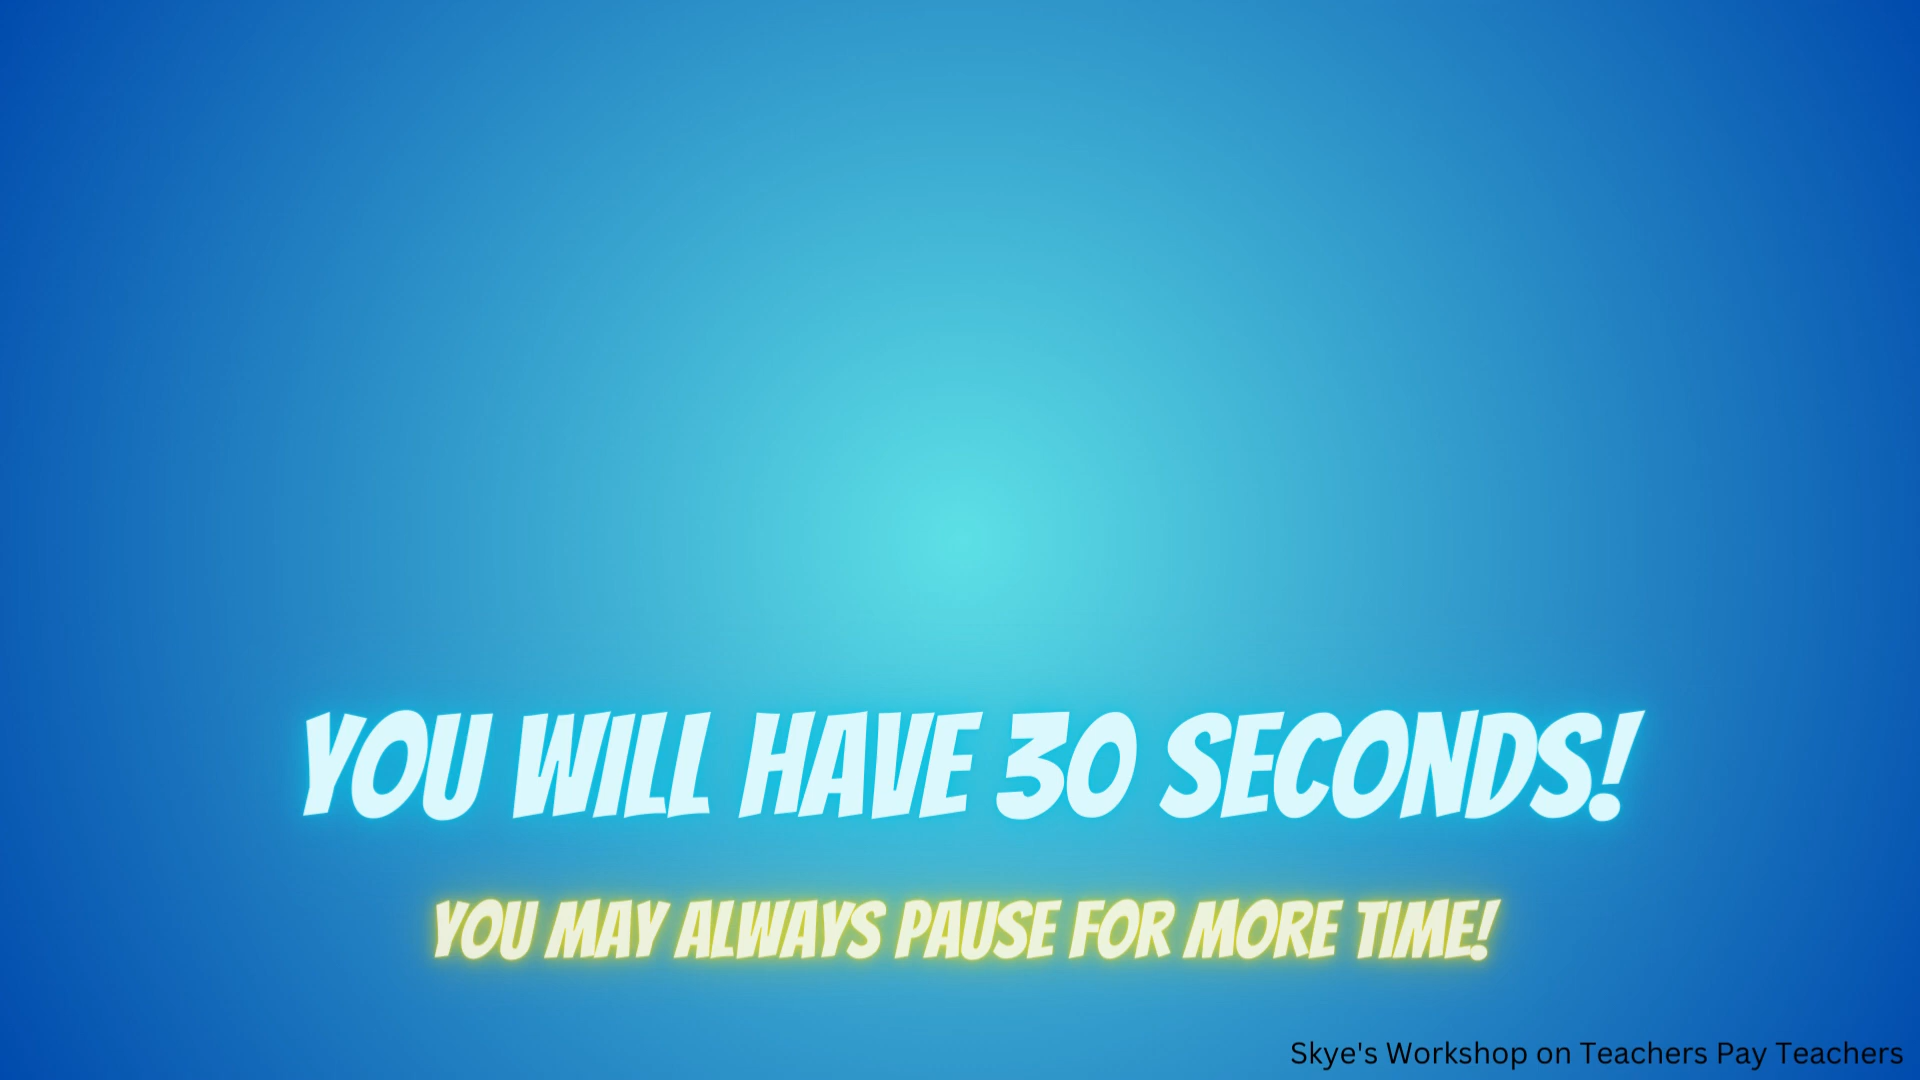 YOU WILL HAVE 30 SECONDS!
YOU MAY ALWAYS PAUSE FOR MORE TIME!
Skye's Workshop on Teachers Pay Teachers